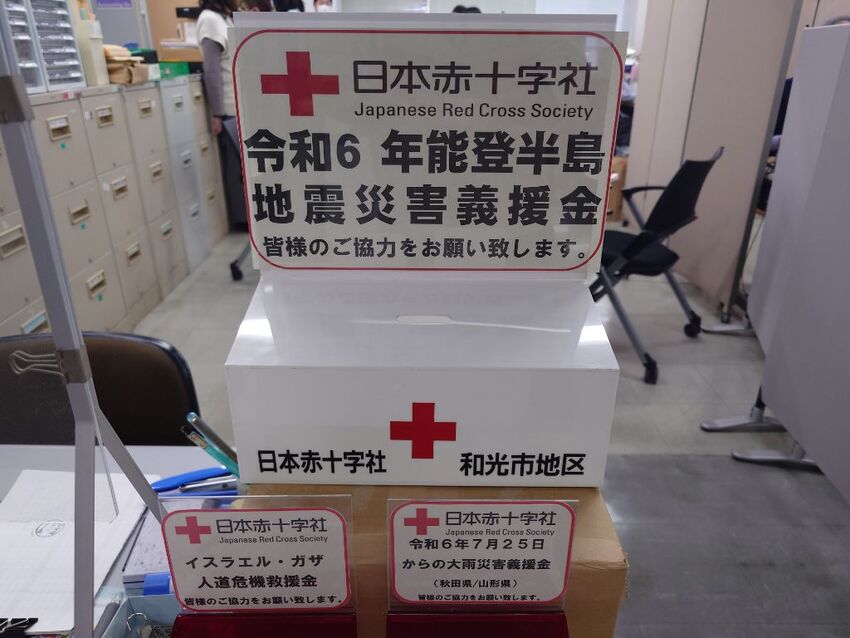 日本赤十字社
Japanese Red Cross Society
令和6 年能登半島
地震災害義援金
皆様のご協力をお願い致します。
日本赤十字社 和光市地区
日本赤十字社
Japanese Red Cross Society
イスラエル・ガザ
人道危機救援金
皆様のご協力をお願い致します。
日本赤十字社
Japanese Red Cross Society
令和６年７月２５日
からの大雨災害義援金
（秋田県/山形県）
皆様のご協力をお願い致します。